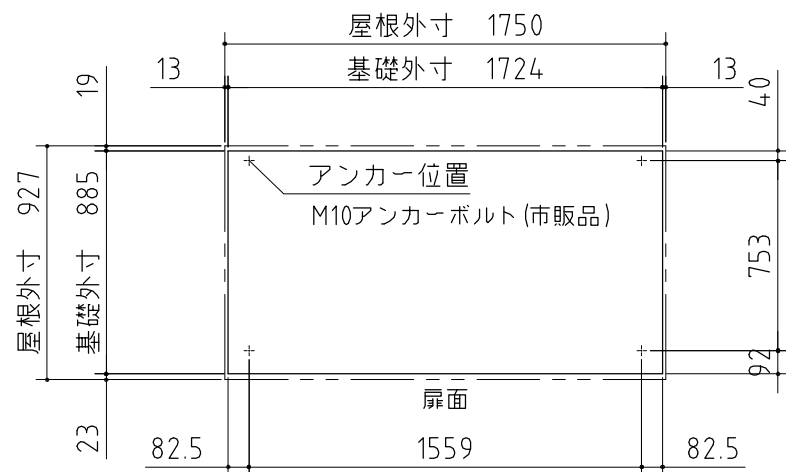 屋根外寸 1750
13 基礎外寸 1724 13
19
40
屋根外寸 927
基礎外寸 885
アンカー位置
M10アンカーボルト(市販品)
753
92
扉面
23
82.5 1559 82.5